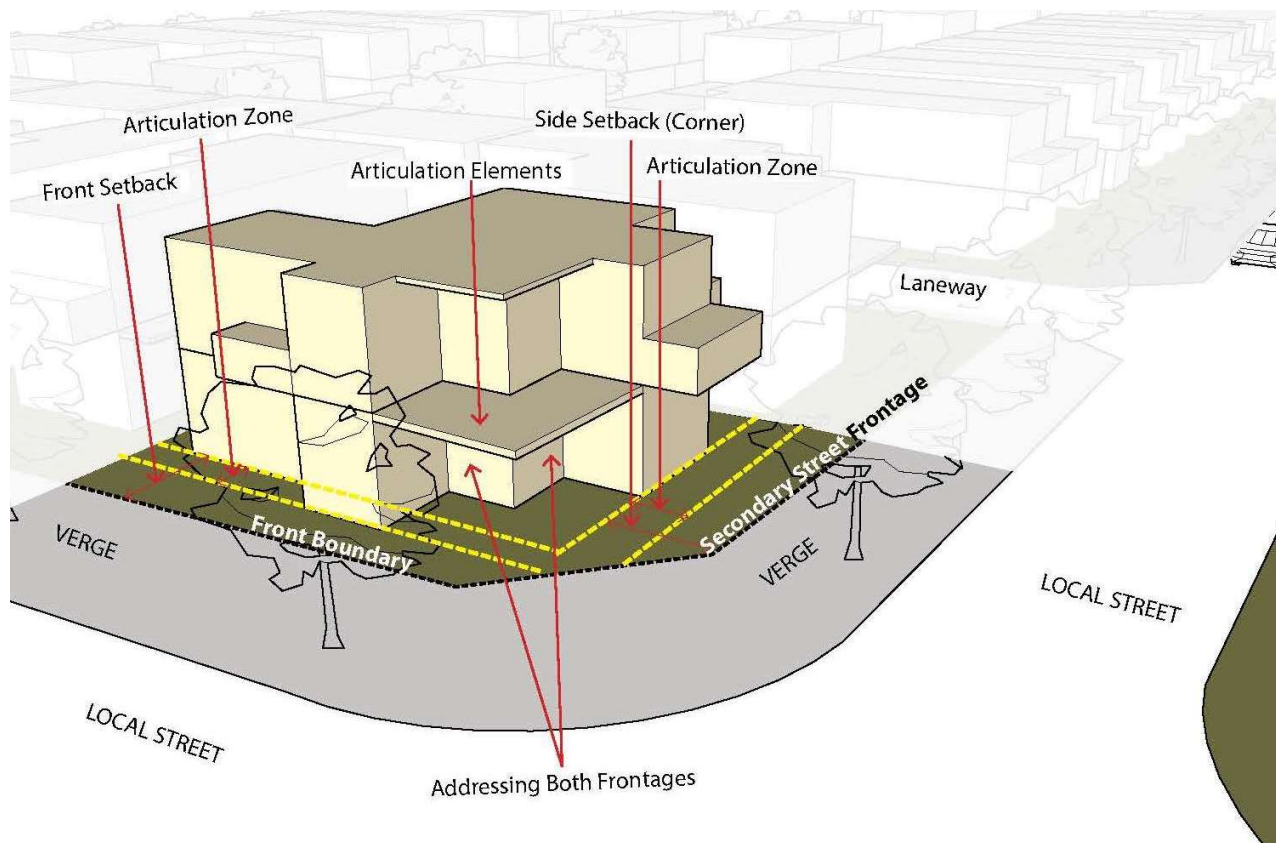 Articulation Zone
Side Setback (Corner)
Front Setback
Articulation Elements
Articulation Zone
Laneway
Secondary Street Frontage
Front Boundary
VERGE
VERGE
LOCAL STREET
LOCAL STREET
Addressing Both Frontages